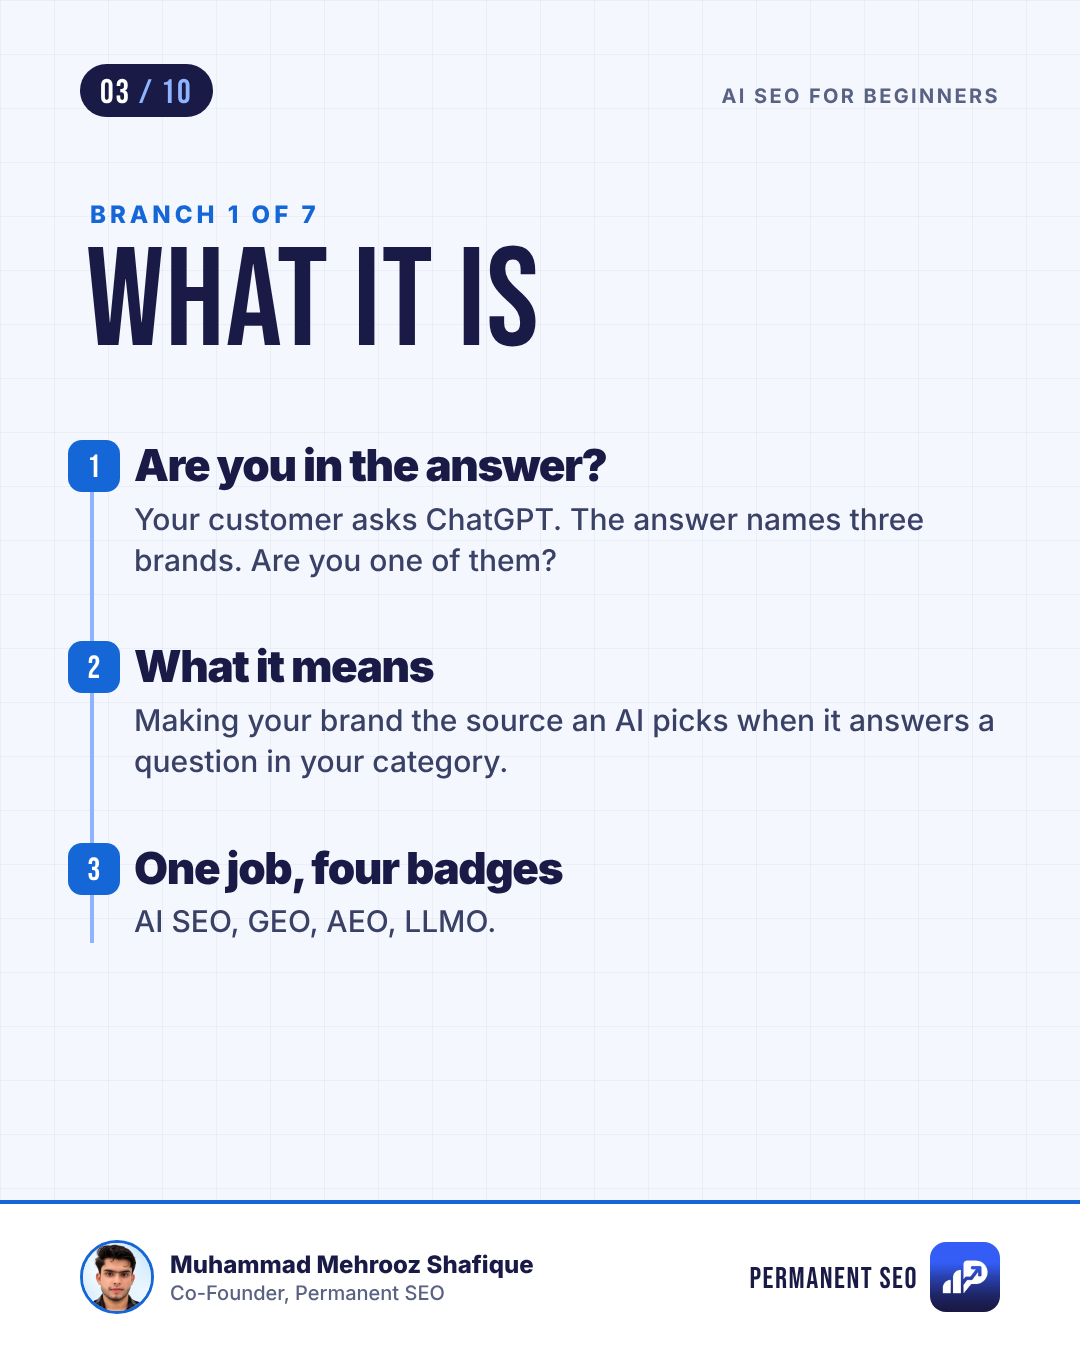 03 / 10
AI SEO FOR BEGINNERS
BRANCH 1 OF 7
WHAT IT IS
1
Are you in the answer?
Your customer asks ChatGPT. The answer names three
brands. Are you one of them?
2
What it means
Making your brand the source an AI picks when it answers a
question in your category.
3
One job, four badges
AI SEO, GEO, AEO, LLMO.
Muhammad Mehrooz Shafique
Co-Founder, Permanent SEO
PERMANENT SEO